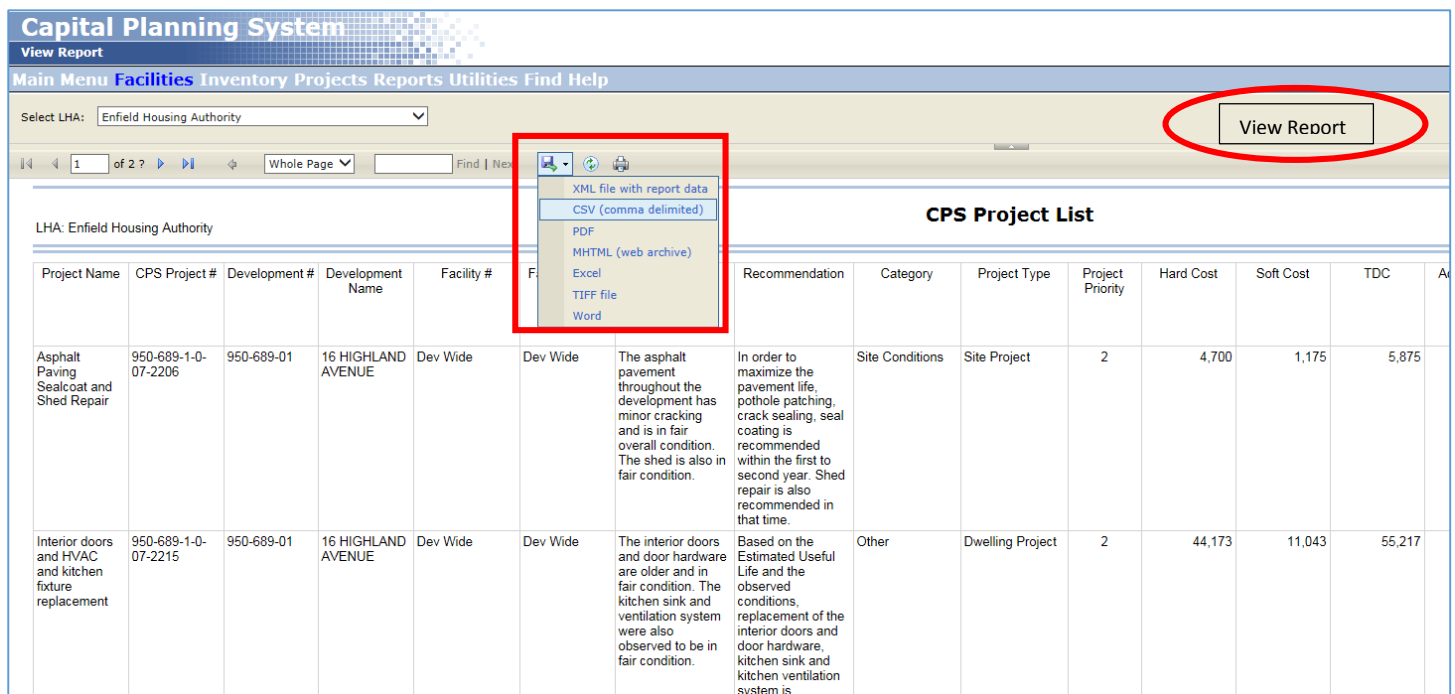 Capital Planning System
View Report
Main Menu Facilities Inventory Projects Reports Utilities Find Help
Select LHA: Enfield Housing Authority
View Report
1 of 2 ? Whole Page Find | Nex
XML file with report data
CSV (comma delimited)
PDF
MHTML (web archive)
Excel
TIFF file
Word
LHA: Enfield Housing Authority
CPS Project List
Project Name CPS Project # Development # Development Name Facility # F Recommendation Category Project Type Project Priority Hard Cost Soft Cost TDC
Asphalt
Paving
Sealcoat and
Shed Repair
950-689-1-0-
07-2206
950-689-01
16 HIGHLAND
AVENUE
Dev Wide
Dev Wide
The asphalt
pavement
throughout the
development has
minor cracking
and is in fair
overall condition.
The shed is also in
fair condition.
In order to
maximize the
pavement life,
pothole patching,
crack sealing, seal
coating is
recommended
within the first to
second year. Shed
repair is also
recommended in
that time.
Site Conditions
Site Project
2
4,700
1,175
5,875
Interior doors
and HVAC
and kitchen
fixture
replacement
950-689-1-0-
07-2215
950-689-01
16 HIGHLAND
AVENUE
Dev Wide
Dev Wide
The interior doors
and door hardware
are older and in
fair condition. The
kitchen sink and
ventilation system
were also
observed to be in
fair condition.
Based on the
Estimated Useful
Life and the
observed
conditions,
replacement of the
interior doors and
door hardware,
kitchen sink and
kitchen ventilation
system is
Other
Dwelling Project
2
44,173
11,043
55,217